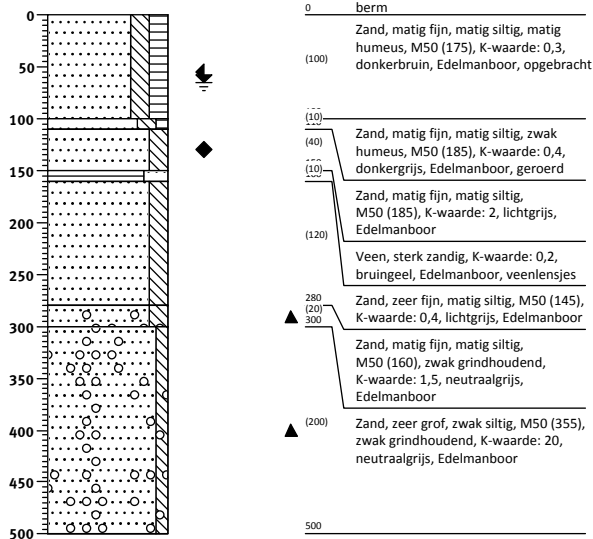 0
50
100
150
200
250
300
350
400
450
500
0
berm
Zand, matig fijn, matig siltig, matig
humeus, M50 (175), K-waarde: 0,3,
donkerbruin, Edelmanboor, opgebracht
(100)
(10)
110
Zand, matig fijn, matig siltig, zwak
humeus, M50 (185), K-waarde: 0,4,
donkergrijs, Edelmanboor, geroerd
(40)
(10)
Zand, matig fijn, matig siltig,
M50 (185), K-waarde: 2, lichtgrijs,
Edelmanboor
(120)
Veen, sterk zandig, K-waarde: 0,2,
bruingeel, Edelmanboor, veenlensjes
280
(20)
300
Zand, zeer fijn, matig siltig, M50 (145),
K-waarde: 0,4, lichtgrijs, Edelmanboor
Zand, matig fijn, matig siltig,
M50 (160), zwak grindhoudend,
K-waarde: 1,5, neutraalgrijs,
Edelmanboor
(200)
Zand, zeer grof, zwak siltig, M50 (355),
zwak grindhoudend, K-waarde: 20,
neutraalgrijs, Edelmanboor
500